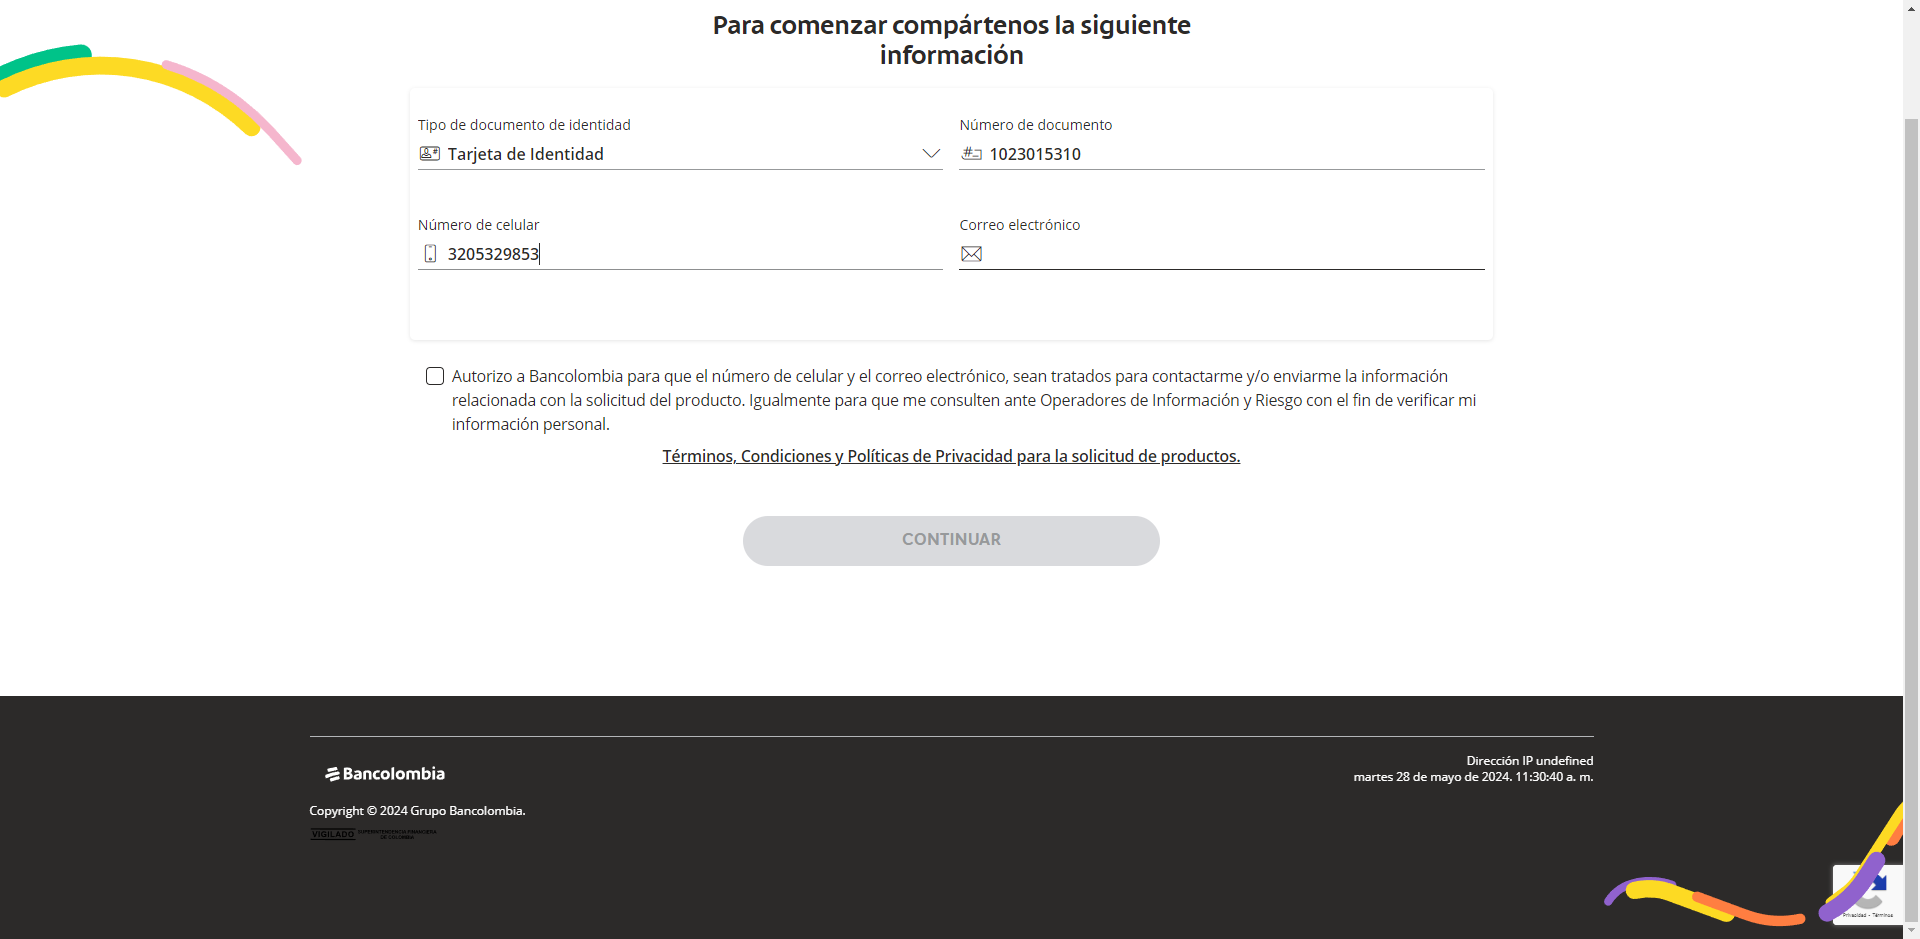 Para comenzar compártenos la siguiente
información
Tipo de documento de identidad
Tarjeta de Identidad
Número de documento
1023015310
Número de celular
3205329853
Correo electrónico
Autorizo a Bancolombia para que el número de celular y el correo electrónico, sean tratados para contactarme y/o enviarme la información
relacionada con la solicitud del producto. Igualmente para que me consulten ante Operadores de Información y Riesgo con el fin de verificar mi
información personal.
Términos, Condiciones y Políticas de Privacidad para la solicitud de productos.
CONTINUAR
Bancolombia
Dirección IP undefined
martes 28 de mayo de 2024. 11:30:40 a. m.
Copyright © 2024 Grupo Bancolombia.
VIGILADO SUPERINTENDENCIA FINANCIERA
DE COLOMBIA
Privacidad - Términos